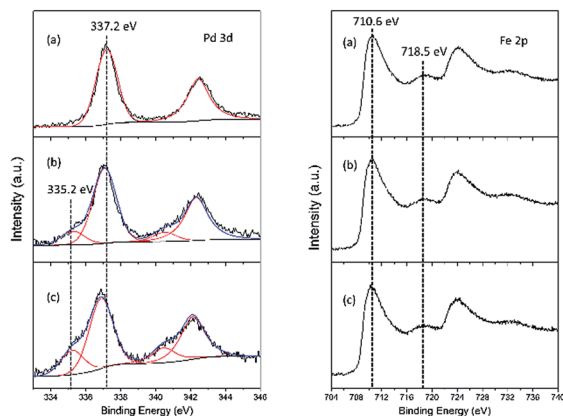 337.2 eV
(a)
Pd 3d
(b)
335.2 eV
(c)
Intensity (a.u.)
334 336 338 340 342 344 346
Binding Energy (eV)
710.6 eV
(a)
718.5 eV
Fe 2p
(b)
(c)
Intensity (a.u.)
704 708 712 716 720 724 728 732 736 740
Binding Energy (eV)